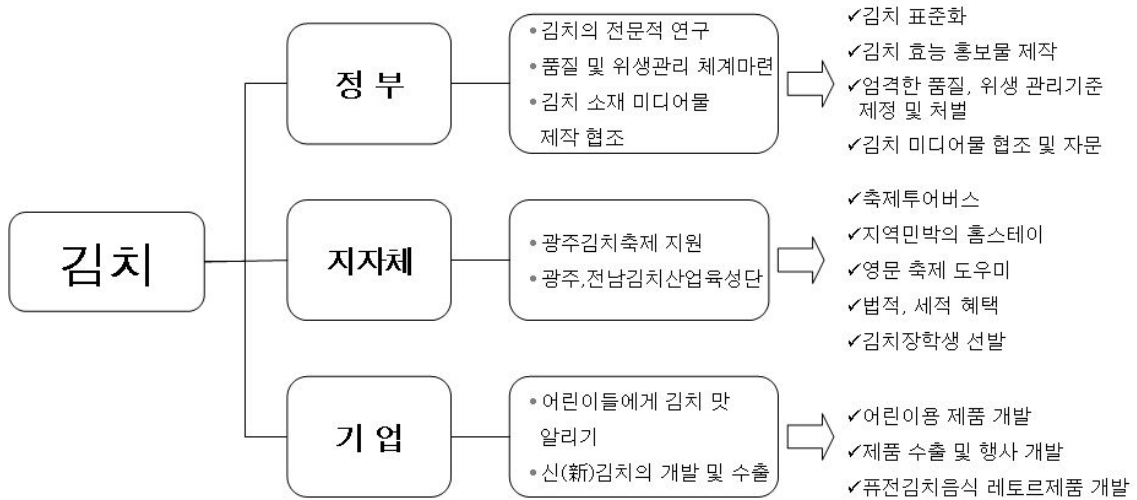 김치
정 부
• 김치의 전문적 연구
• 품질 및 위생관리 체계마련
• 김치 소재 미디어물
제작 협조
✓김치 표준화
✓김치 효능 홍보물 제작
✓엄격한 품질, 위생 관리기준
제정 및 처벌
✓김치 미디어물 협조 및 자문
지자체
• 광주김치축제 지원
• 광주,전남김치산업육성단
✓축제투어버스
✓지역민박의 홈스테이
✓영문 축제 도우미
✓법적, 세적 혜택
✓김치장학생 선발
기 업
• 어린이들에게 김치 맛
알리기
• 신(新)김치의 개발 및 수출
✓어린이용 제품 개발
✓제품 수출 및 행사 개발
✓퓨전김치음식 레토르제품 개발